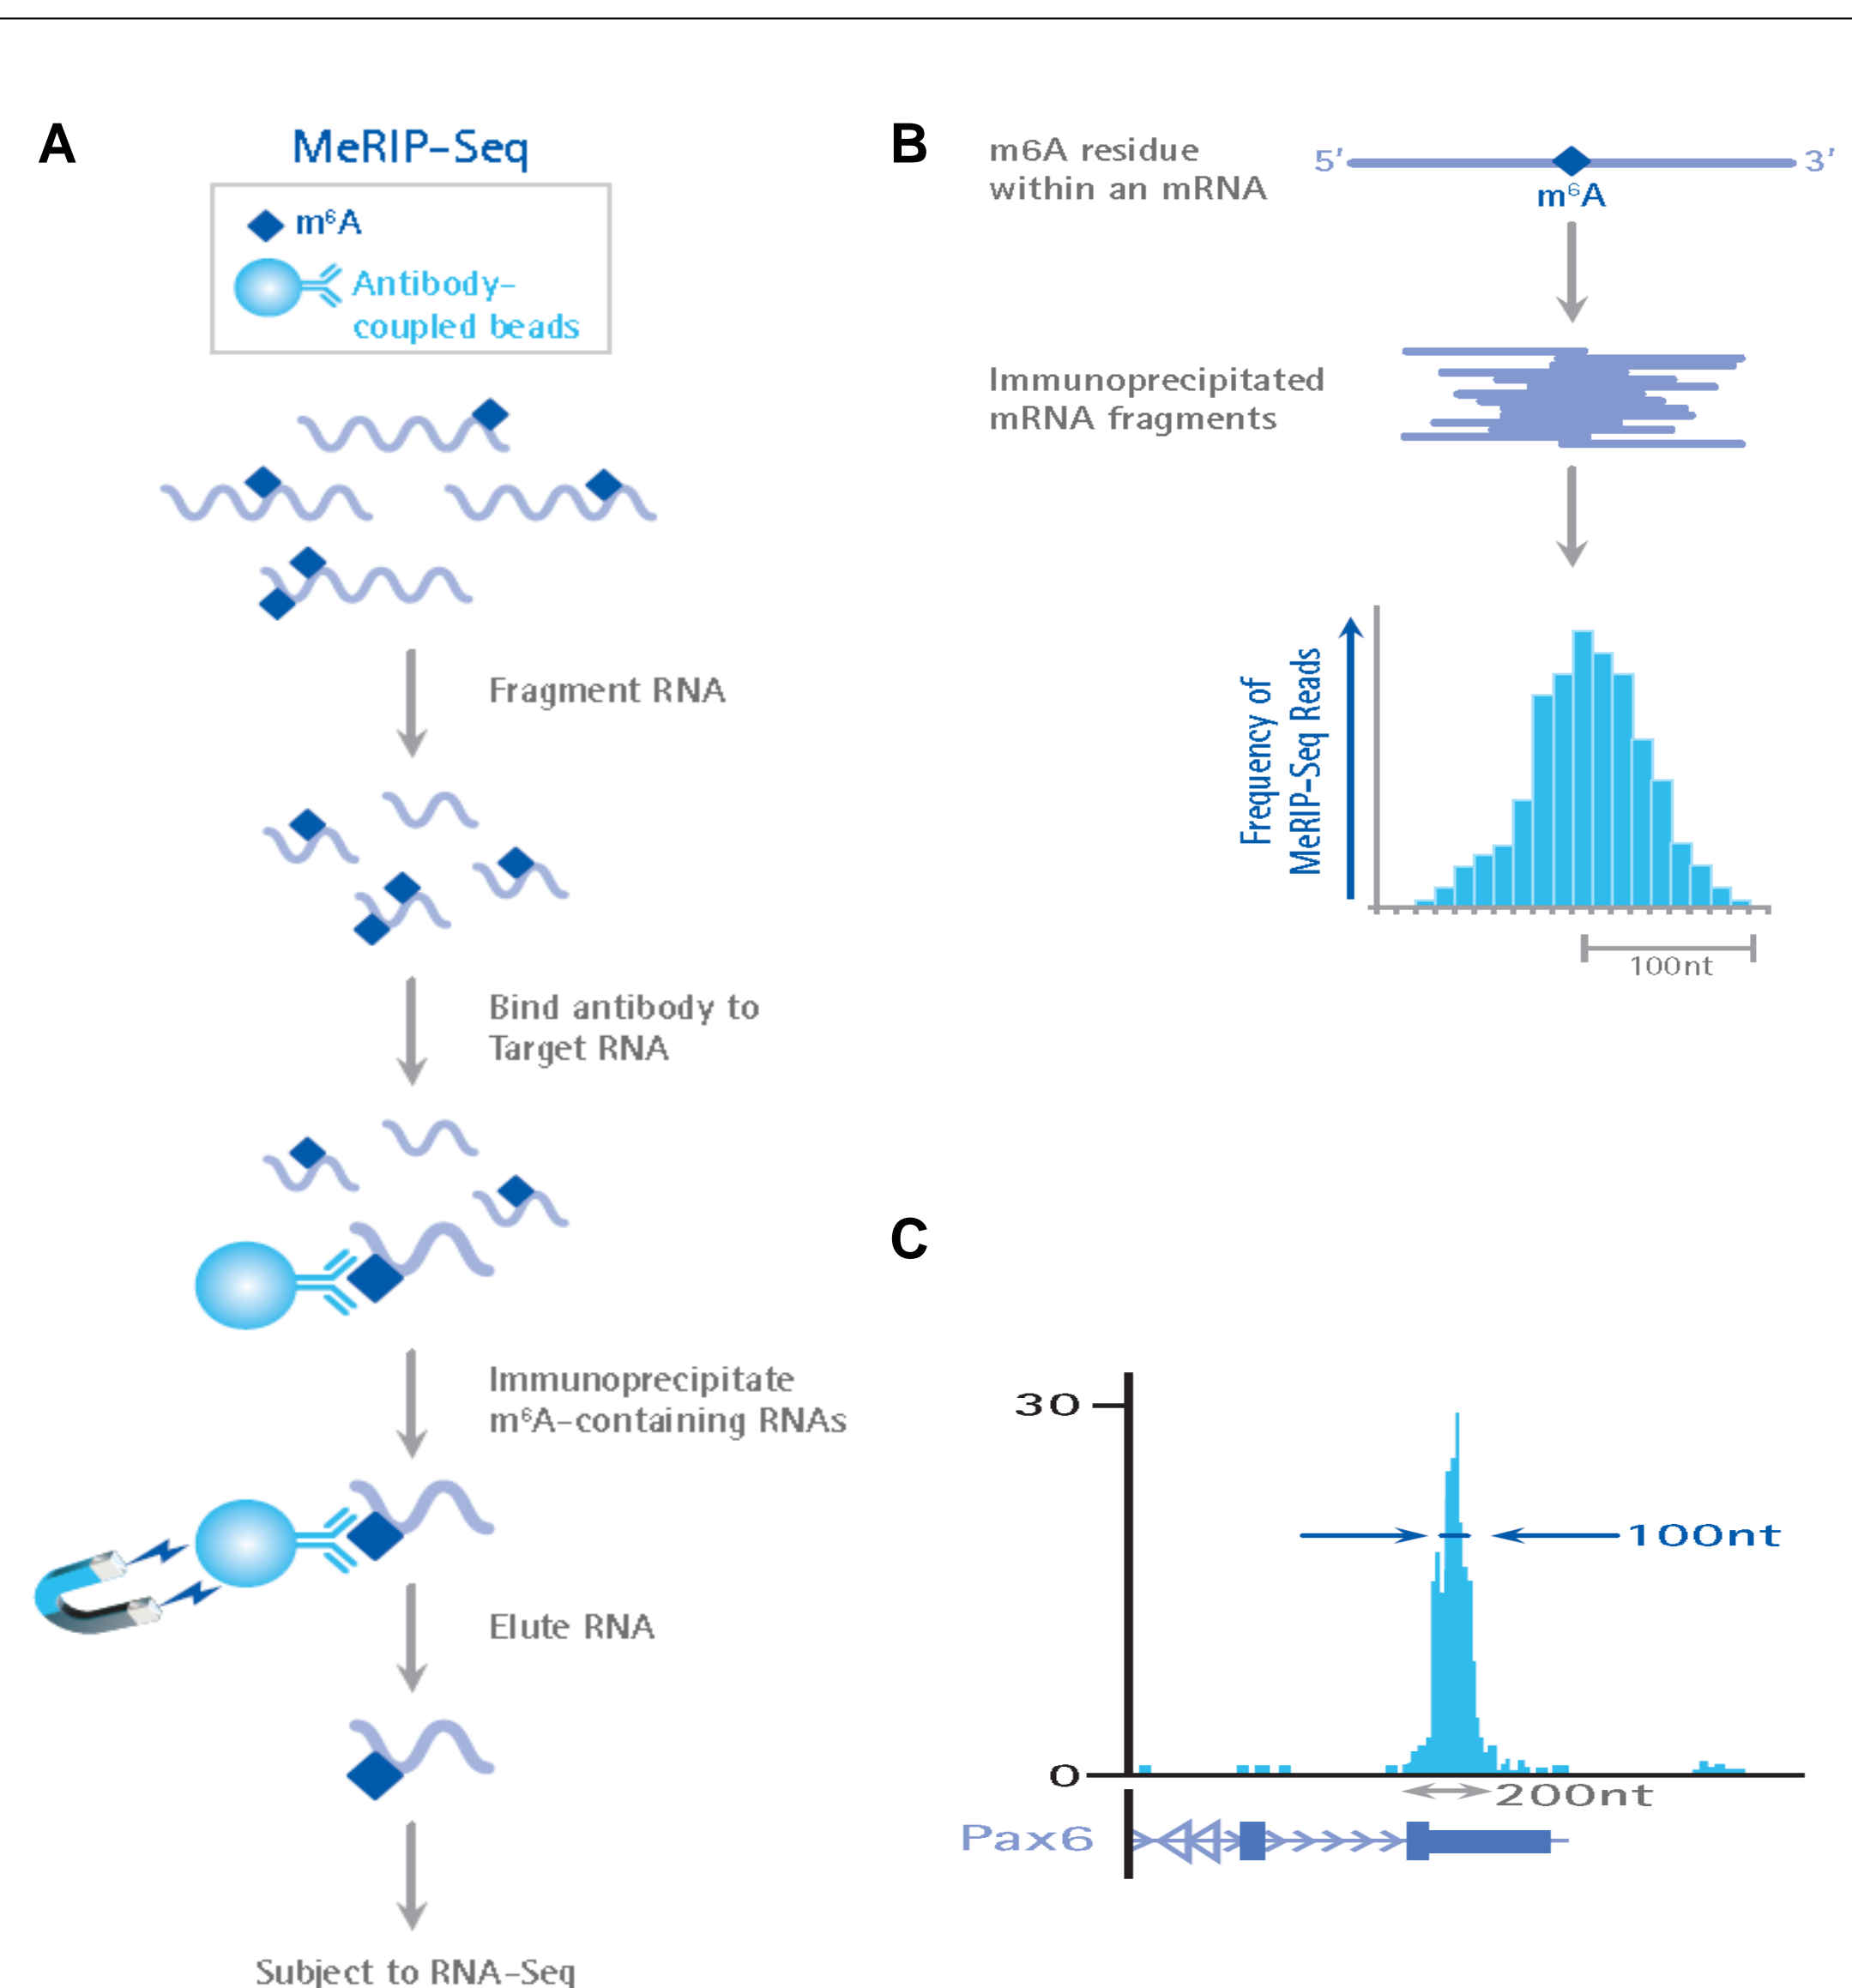 A
MeRIP-Seq
m⁶A
Antibody-
coupled beads
Fragment RNA
Bind antibody to
Target RNA
Immunoprecipitate
m⁶A-containing RNAs
Elute RNA
Subject to RNA-Seq
B
m6A residue
within an mRNA
5′
3′
m⁶A
Immunoprecipitated
mRNA fragments
Frequency of
MeRIP-Seq Reads
100nt
C
30
100nt
0
200nt
Pax6